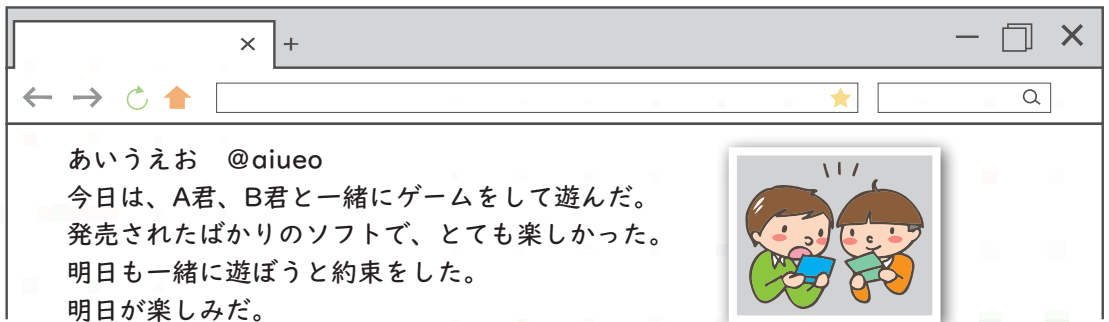 あいうえお　@aiueo
今日は、A君、B君と一緒にゲームをして遊んだ。
発売されたばかりのソフトで、とても楽しかった。
明日も一緒に遊ぼうと約束をした。
明日が楽しみだ。